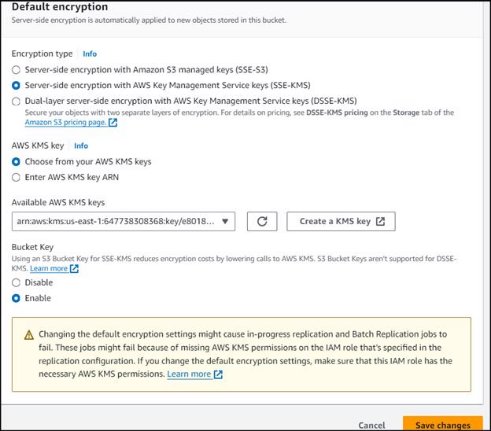 Default encryption
Server-side encryption is automatically applied to new objects stored in this bucket.
Encryption type Info
Server-side encryption with Amazon S3 managed keys (SSE-S3)
Server-side encryption with AWS Key Management Service keys (SSE-KMS)
Dual-layer server-side encryption with AWS Key Management Service keys (DSSE-KMS)
Secure your objects with two separate layers of encryption. For details on pricing, see DSSE-KMS pricing on the Storage tab of the
Amazon S3 pricing page.
AWS KMS key Info
Choose from your AWS KMS keys
Enter AWS KMS key ARN
Available AWS KMS keys
arn:aws:kms:us-east-1:647738308368:key/e8018... Create a KMS key
Bucket Key
Using an S3 Bucket Key for SSE-KMS reduces encryption costs by lowering calls to AWS KMS. S3 Bucket Keys aren't supported for DSSE-
KMS. Learn more
Disable
Enable
Changing the default encryption settings might cause in-progress replication and Batch Replication jobs to
fail. These jobs might fail because of missing AWS KMS permissions on the IAM role that's specified in the
replication configuration. If you change the default encryption settings, make sure that this IAM role has the
necessary AWS KMS permissions. Learn more
Cancel Save changes